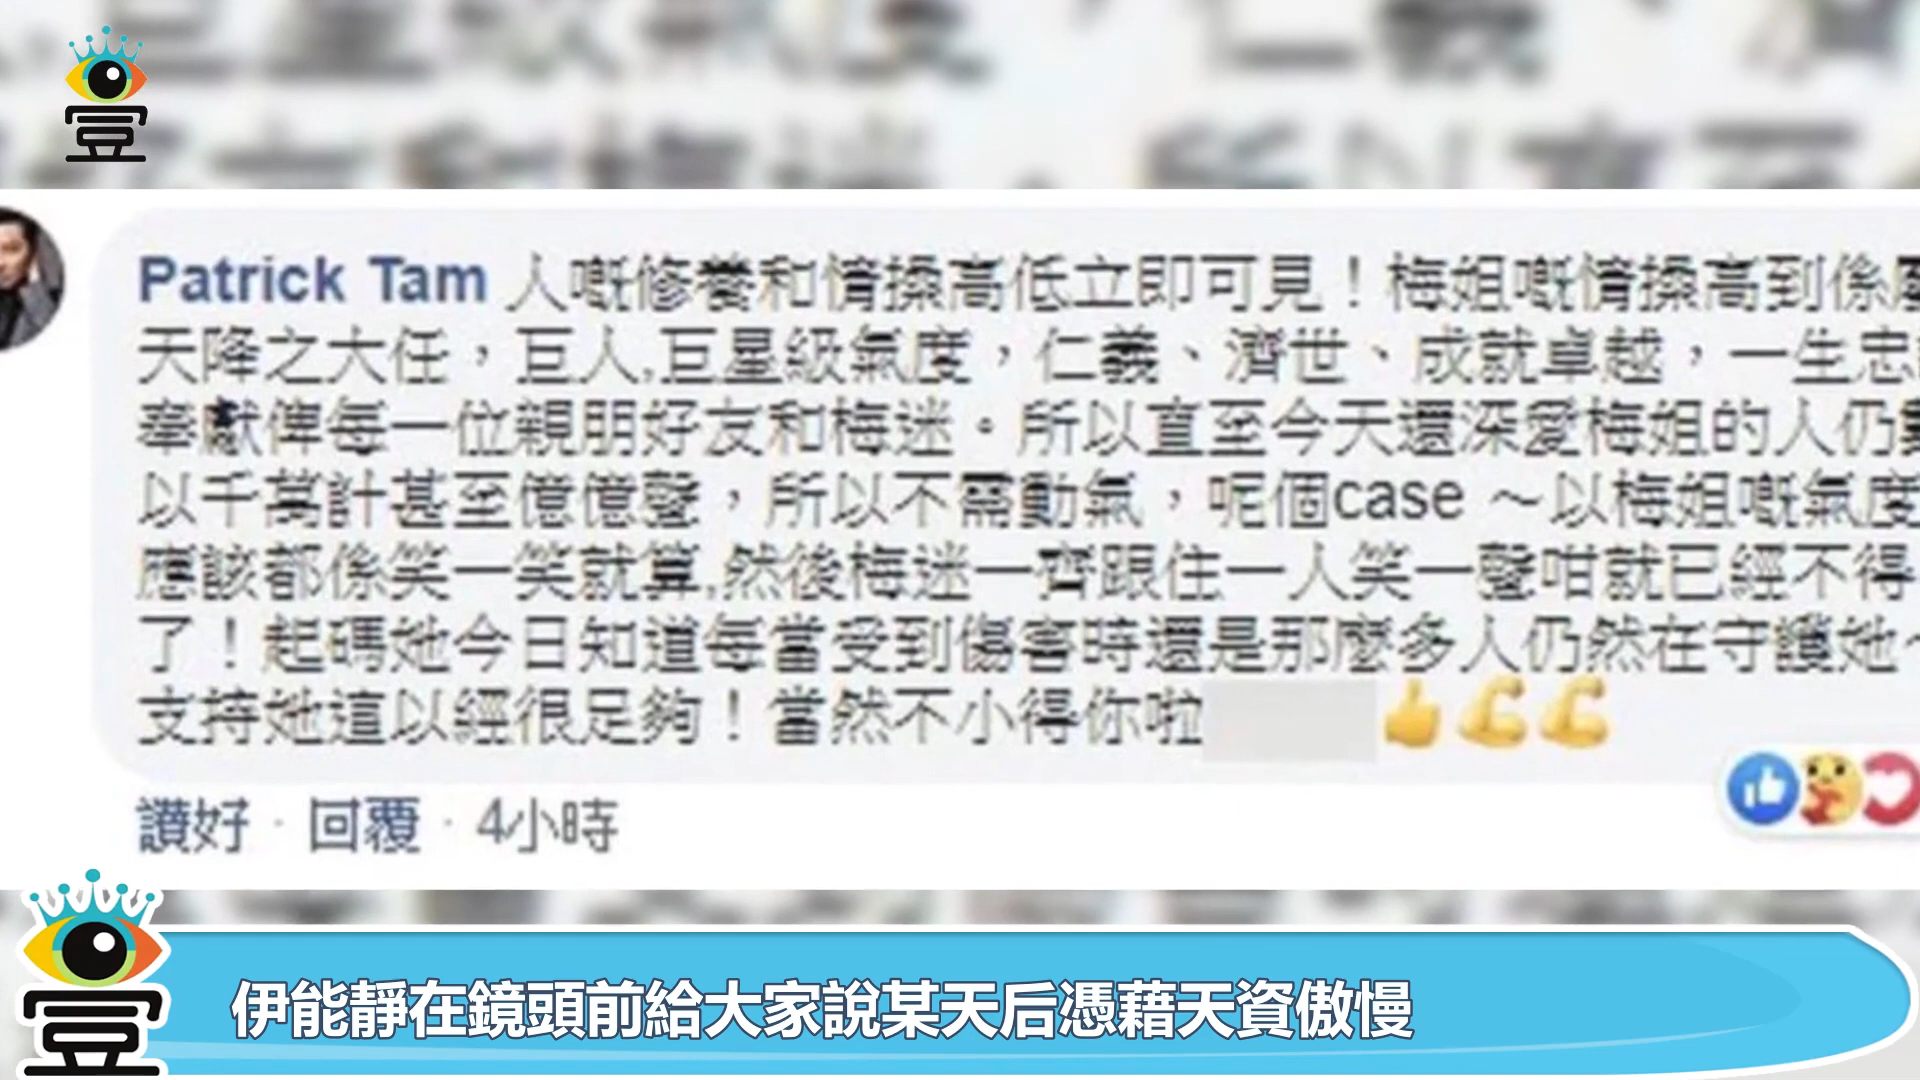 壹
Patrick Tam 人嘅修養和情操高低立即可見！梅姐嘅情操高到係
天降之大任，巨人,巨星級氣度，仁義、濟世、成就卓越，一生忠
奉獻俾每一位親朋好友和梅迷。所以直至今天還深愛梅姐的人仍
以千萬計甚至億億聲，所以不需動氣，呢個case ～以梅姐嘅氣度
應該都係笑一笑就算,然後梅迷一齊跟住一人笑一聲咁就已經不得
了！起碼她今日知道每當受到傷害時還是那麼多人仍然在守護她～
支持她這以經很足夠！當然不小得你啦 👍💪💪
讚好 · 回覆 · 4小時
壹
伊能靜在鏡頭前給大家說某天后憑藉天資傲慢